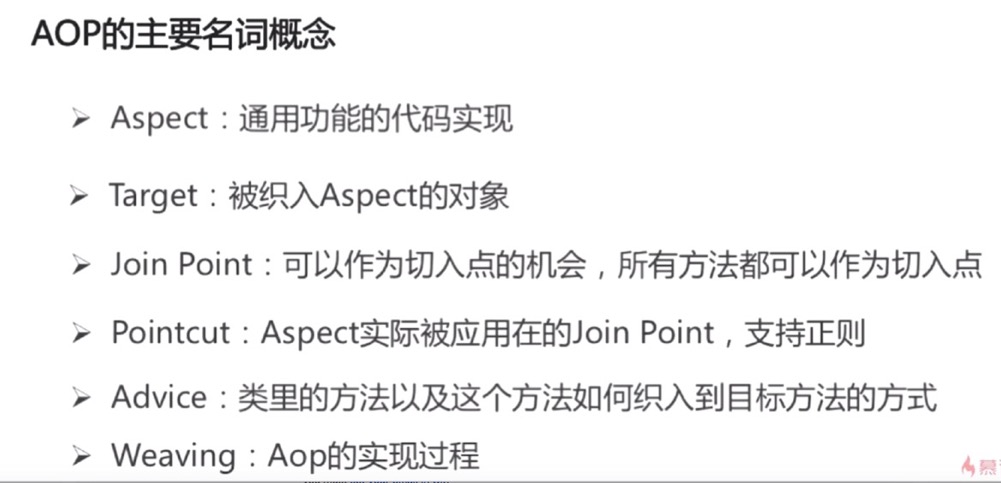 AOP的主要名词概念
Aspect：通用功能的代码实现
Target：被织入Aspect的对象
Join Point：可以作为切入点的机会，所有方法都可以作为切入点
Pointcut：Aspect实际被应用在的Join Point，支持正则
Advice：类里的方法以及这个方法如何织入到目标方法的方式
Weaving：Aop的实现过程